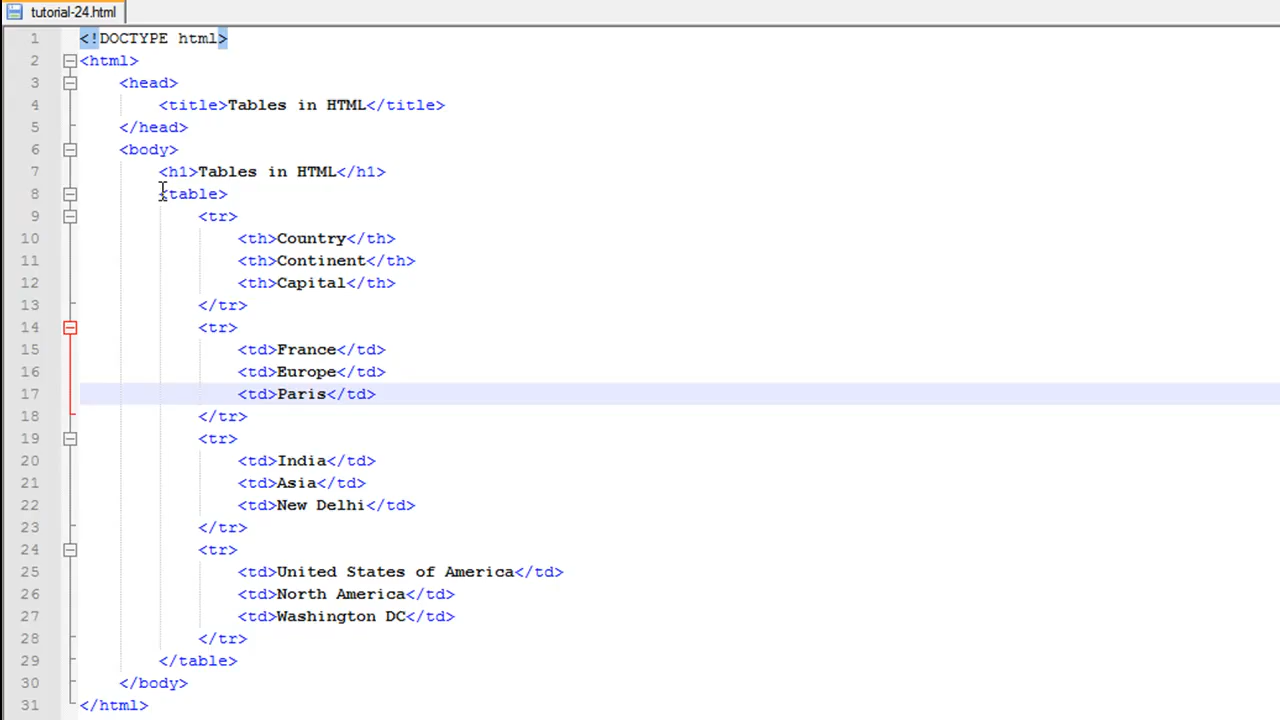 tutorial-24.html
1 <!DOCTYPE html>
2 <html>
3 <head>
4 <title>Tables in HTML</title>
5 </head>
6 <body>
7 <h1>Tables in HTML</h1>
8 <table>
9 <tr>
10 <th>Country</th>
11 <th>Continent</th>
12 <th>Capital</th>
13 </tr>
14 <tr>
15 <td>France</td>
16 <td>Europe</td>
17 <td>Paris</td>
18 </tr>
19 <tr>
20 <td>India</td>
21 <td>Asia</td>
22 <td>New Delhi</td>
23 </tr>
24 <tr>
25 <td>United States of America</td>
26 <td>North America</td>
27 <td>Washington DC</td>
28 </tr>
29 </table>
30 </body>
31 </html>